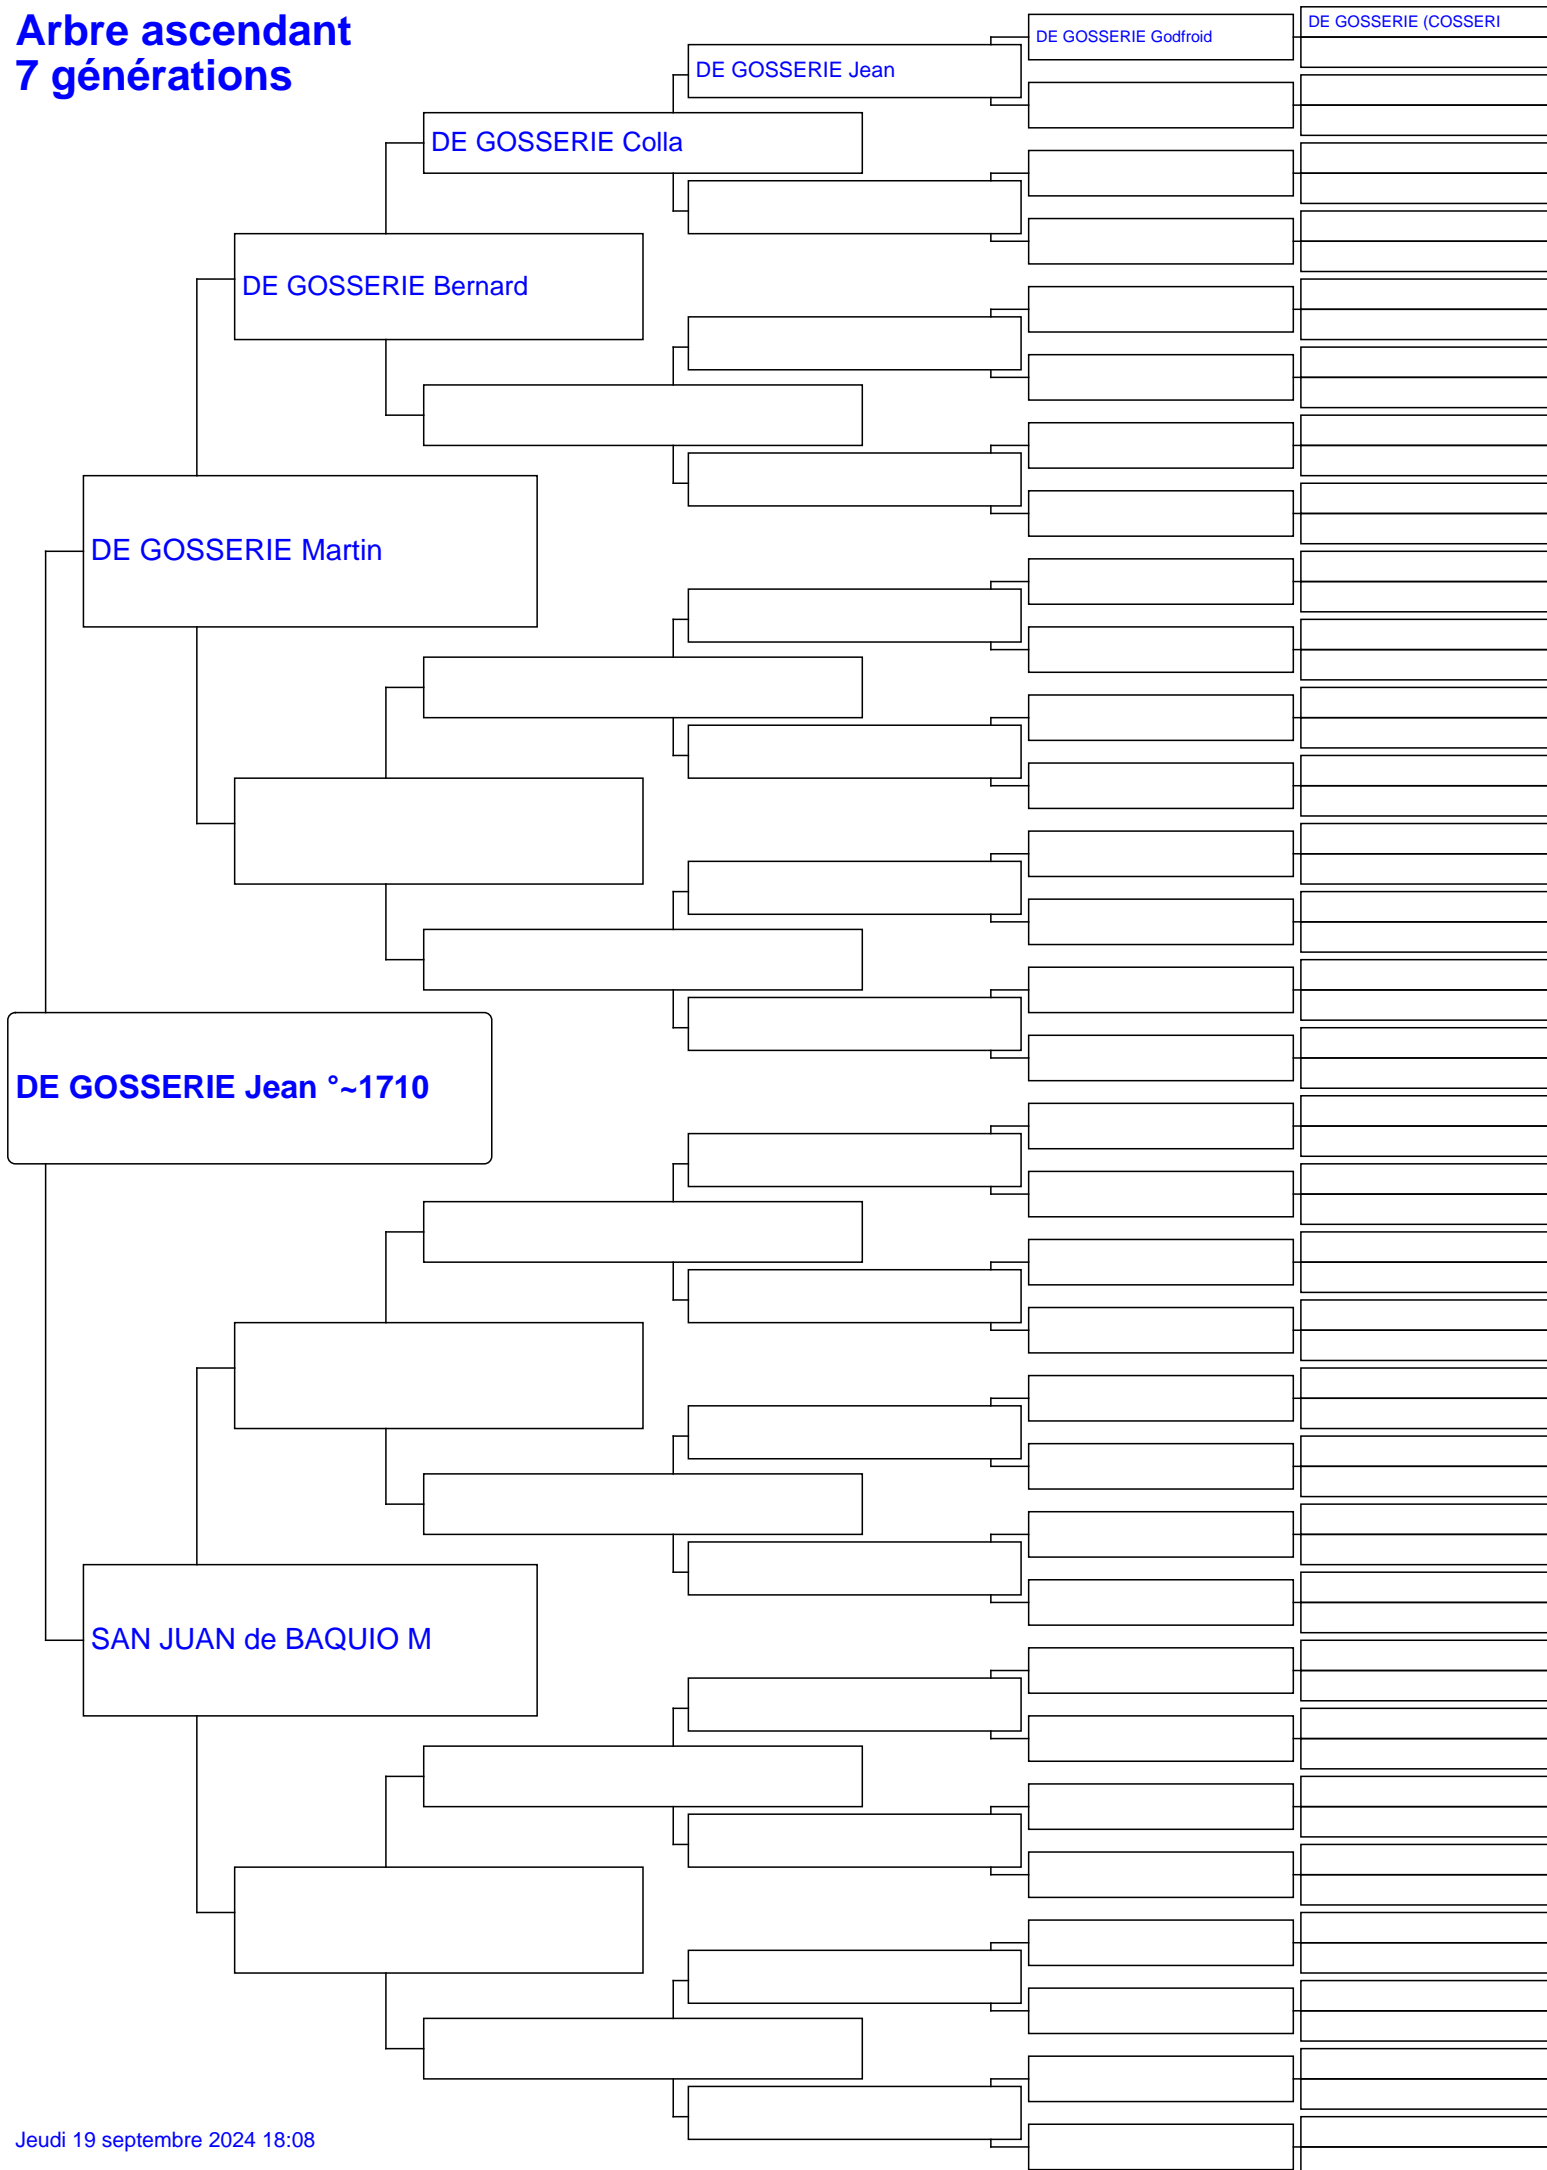 Arbre ascendant
7 générations
DE GOSSERIE (COSSERI
DE GOSSERIE Godfroid
DE GOSSERIE Jean
DE GOSSERIE Colla
DE GOSSERIE Bernard
DE GOSSERIE Martin
DE GOSSERIE Jean °~1710
SAN JUAN de BAQUIO M
Jeudi 19 septembre 2024 18:08